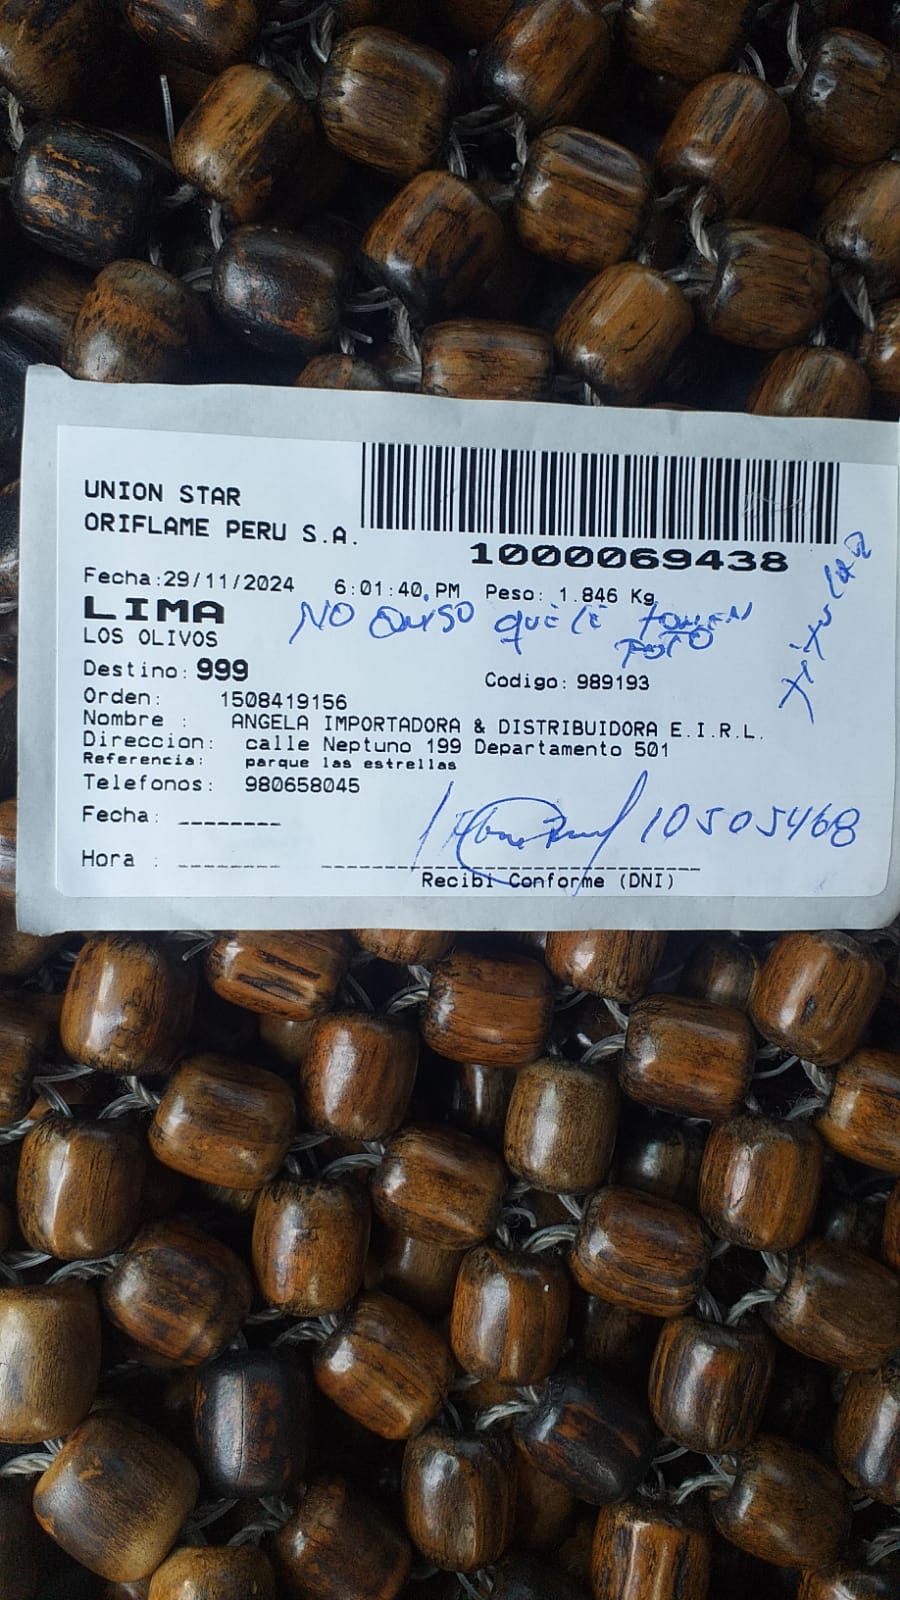 UNION STAR
ORIFLAME PERU S.A.
1000069438
Fecha:29/11/2024 6:01:40 PM Peso: 1.846 Kg
LIMA
NO QUISO QUE LE TOMEN
FOTO
LOS OLIVOS
Destino: 999
Codigo: 989193
Orden: 1508419156
Nombre : ANGELA IMPORTADORA & DISTRIBUIDORA E.I.R.L.
Direccion: calle Neptuno 199 Departamento 501
Referencia: parque las estrellas
Telefonos: 980658045
Fecha: --------
10505468
Hora : --------
Recibi Conforme (DNI)